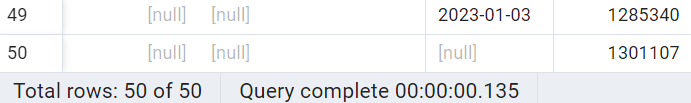 49 [null] [null] 2023-01-03 1285340
50 [null] [null] [null] 1301107
Total rows: 50 of 50 Query complete 00:00:00.135